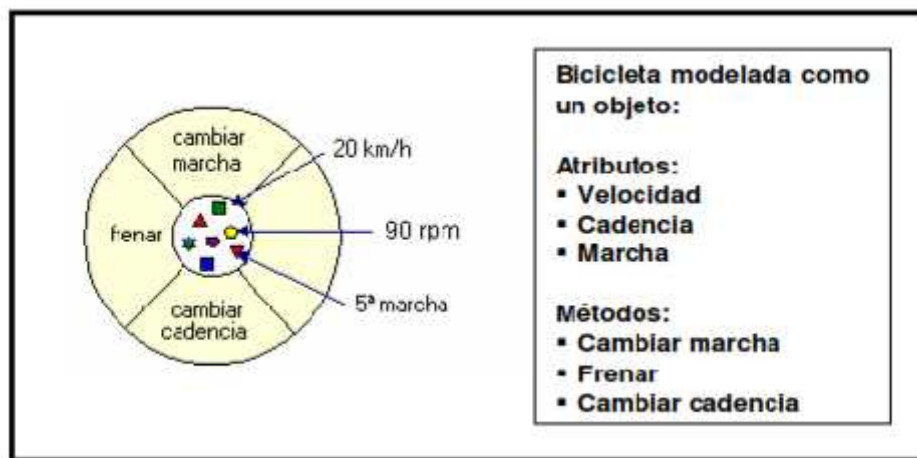 cambiar
marcha
frenar
cambiar
cadencia
20 km/h
90 rpm
5ª marcha
Bicicleta modelada como
un objeto:
Atributos:
▪ Velocidad
▪ Cadencia
▪ Marcha
Métodos:
▪ Cambiar marcha
▪ Frenar
▪ Cambiar cadencia